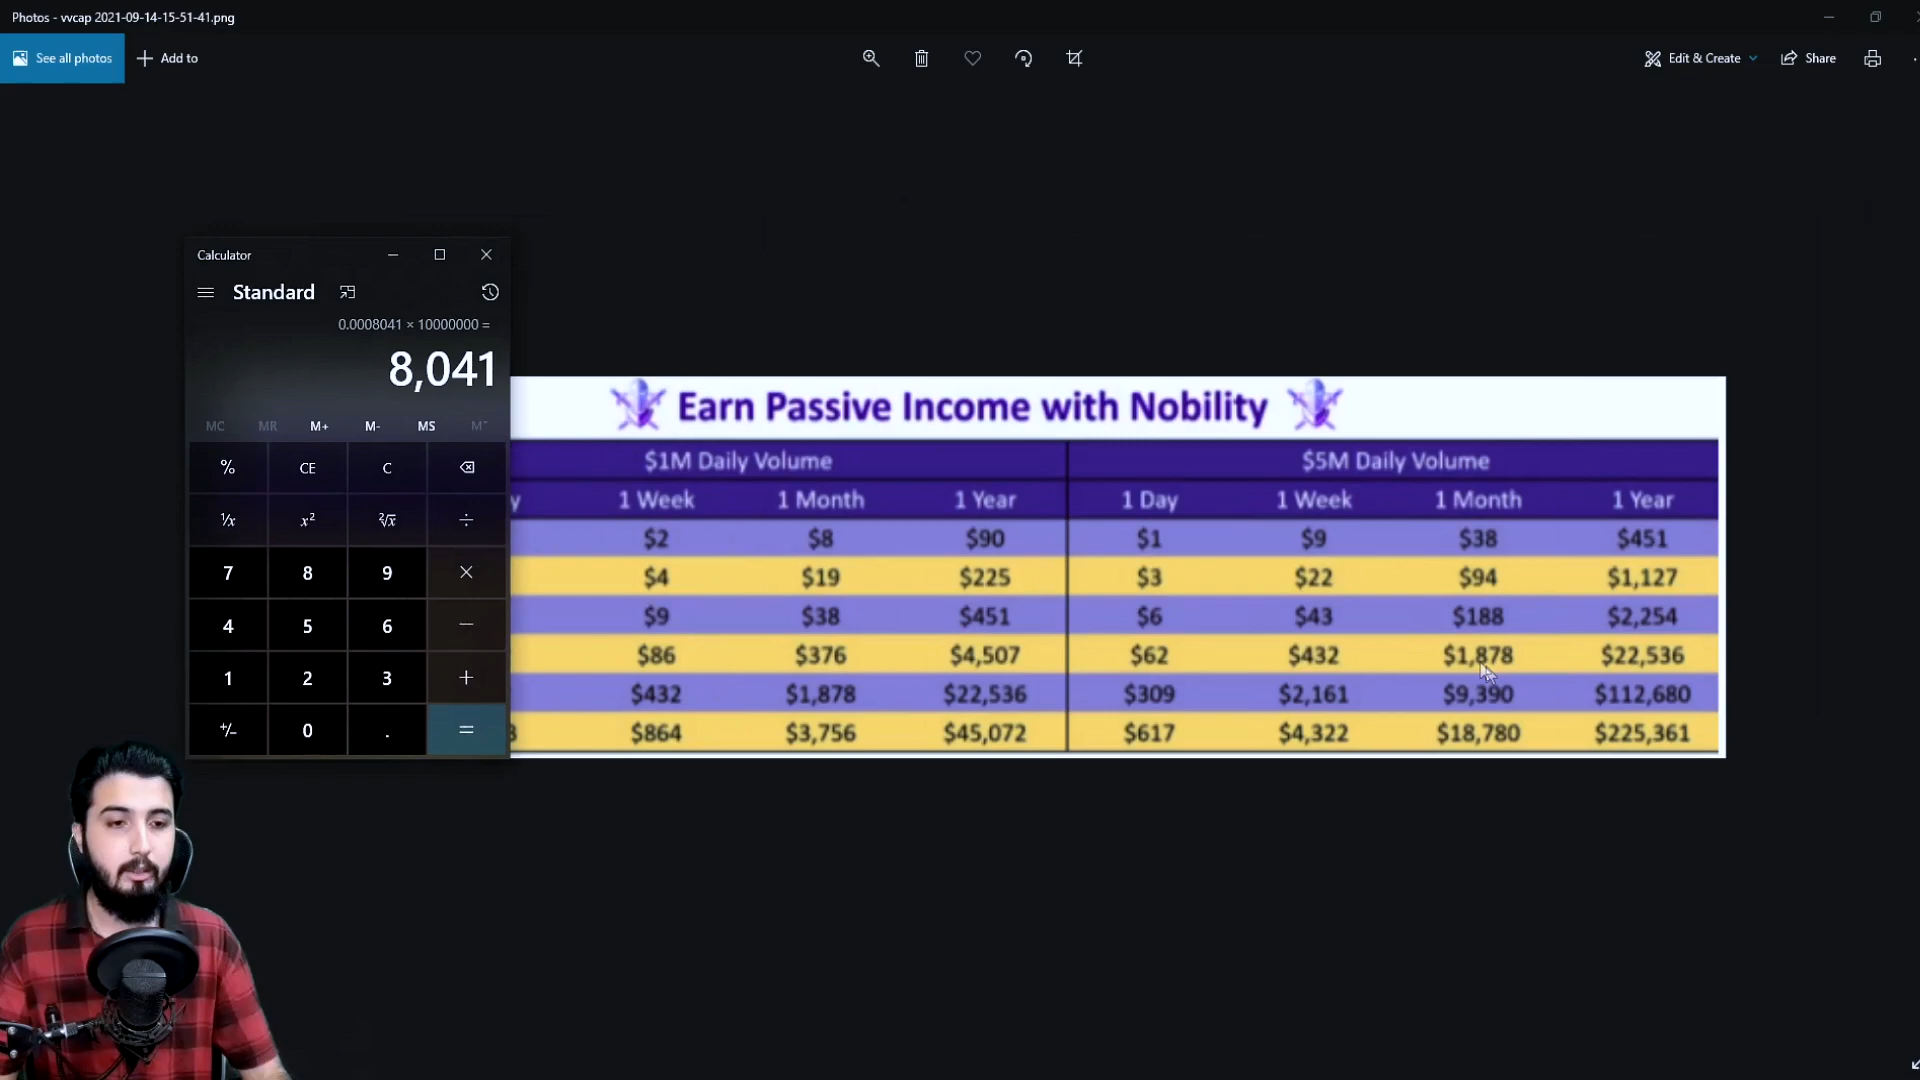 Photos - vvcap 2021-09-14-15-51-41.png
See all photos
Add to
Edit & Create
Share
Calculator
Standard
0.0008041 × 10000000 =
8,041
MC MR M+ M- MS M˅
% CE C
⅟x x² ²√x ÷
7 8 9 ×
4 5 6 −
1 2 3 +
+/- 0 . =
Earn Passive Income with Nobility
$1M Daily Volume $5M Daily Volume
y 1 Week 1 Month 1 Year 1 Day 1 Week 1 Month 1 Year
$2 $8 $90 $1 $9 $38 $451
$4 $19 $225 $3 $22 $94 $1,127
$9 $38 $451 $6 $43 $188 $2,254
$86 $376 $4,507 $62 $432 $1,878 $22,536
$432 $1,878 $22,536 $309 $2,161 $9,390 $112,680
3 $864 $3,756 $45,072 $617 $4,322 $18,780 $225,361